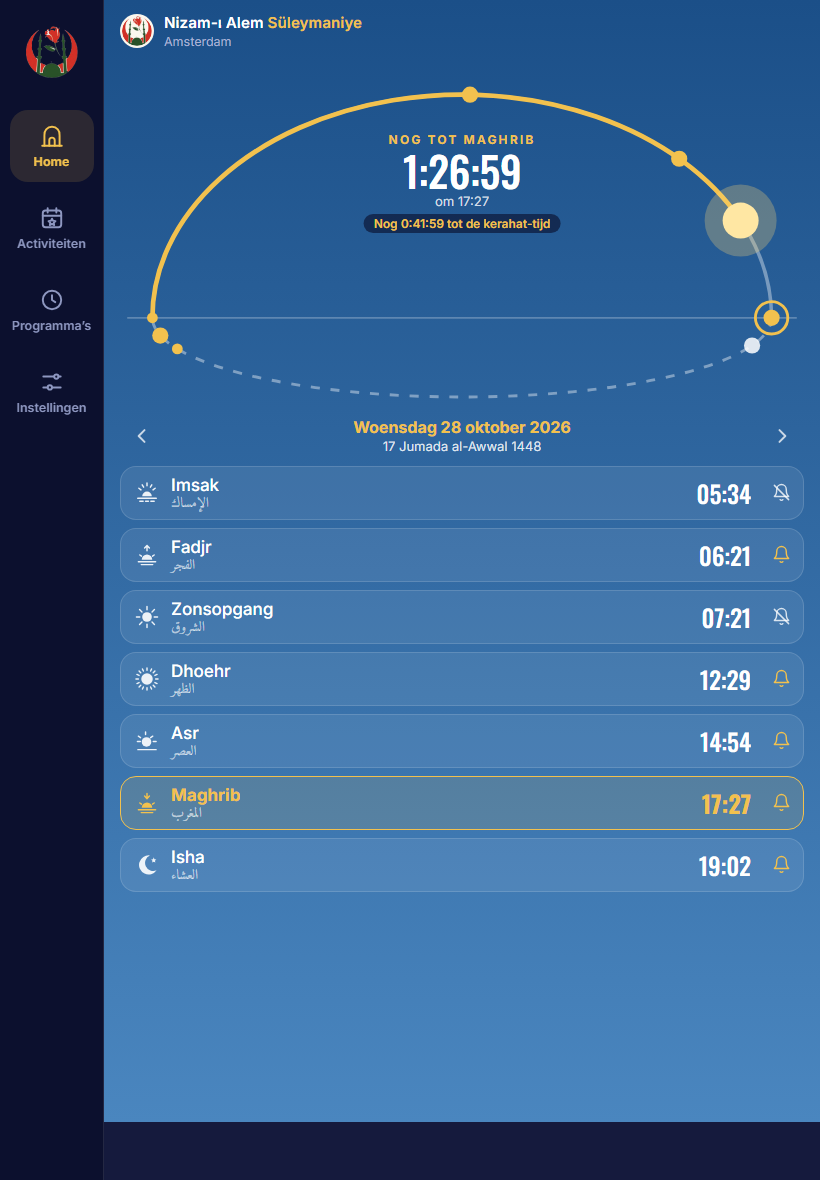 Nizam-ı Alem Süleymaniye
Amsterdam
Home
Activiteiten
Programma’s
Instellingen
NOG TOT MAGHRIB
1:26:59
om 17:27
Nog 0:41:59 tot de kerahat-tijd
Woensdag 28 oktober 2026
17 Jumada al-Awwal 1448
Imsak
الإمساك
05:34
Fadjr
الفجر
06:21
Zonsopgang
الشروق
07:21
Dhoehr
الظهر
12:29
Asr
العصر
14:54
Maghrib
المغرب
17:27
Isha
العشاء
19:02